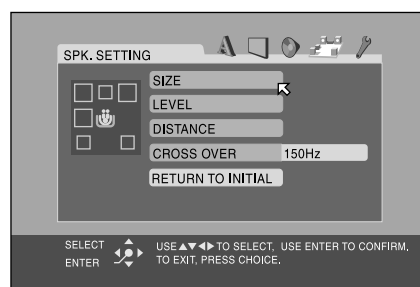 SPK. SETTING
SIZE
LEVEL
DISTANCE
CROSS OVER 150Hz
RETURN TO INITIAL
SELECT
ENTER
USE ▲▼◀▶ TO SELECT, USE ENTER TO CONFIRM.
TO EXIT, PRESS CHOICE.